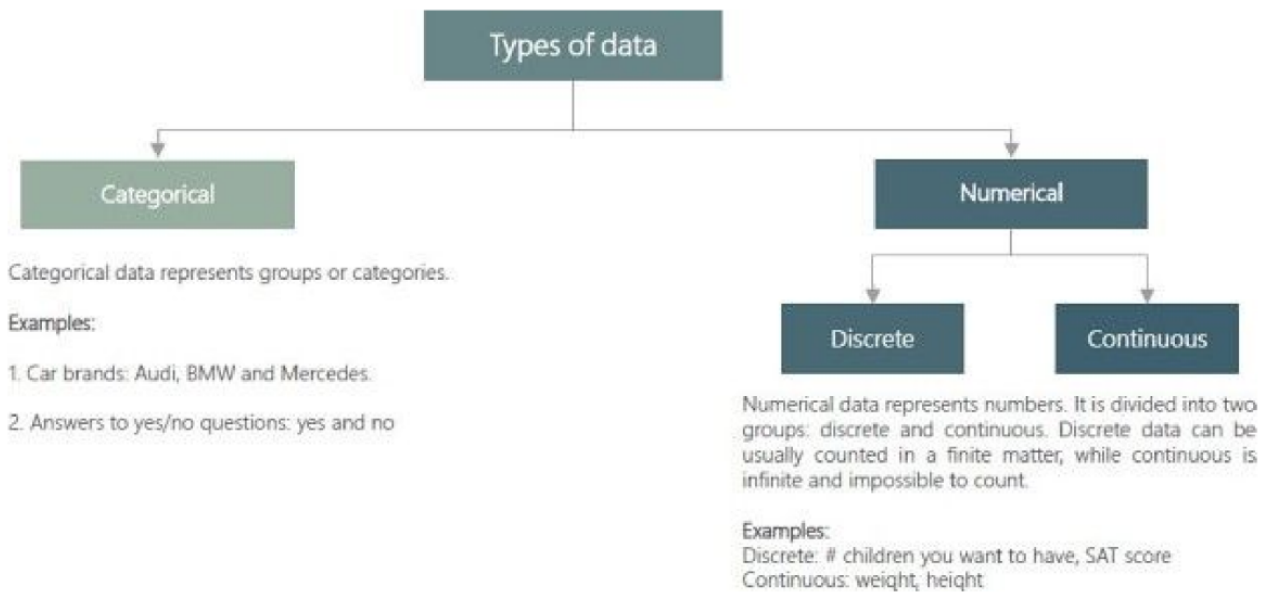 Types of data
Categorical
Numerical
Categorical data represents groups or categories.
Examples:
1. Car brands: Audi, BMW and Mercedes.
2. Answers to yes/no questions: yes and no
Discrete
Continuous
Numerical data represents numbers. It is divided into two
groups: discrete and continuous. Discrete data can be
usually counted in a finite matter, while continuous is
infinite and impossible to count.
Examples:
Discrete: # children you want to have, SAT score
Continuous: weight, height